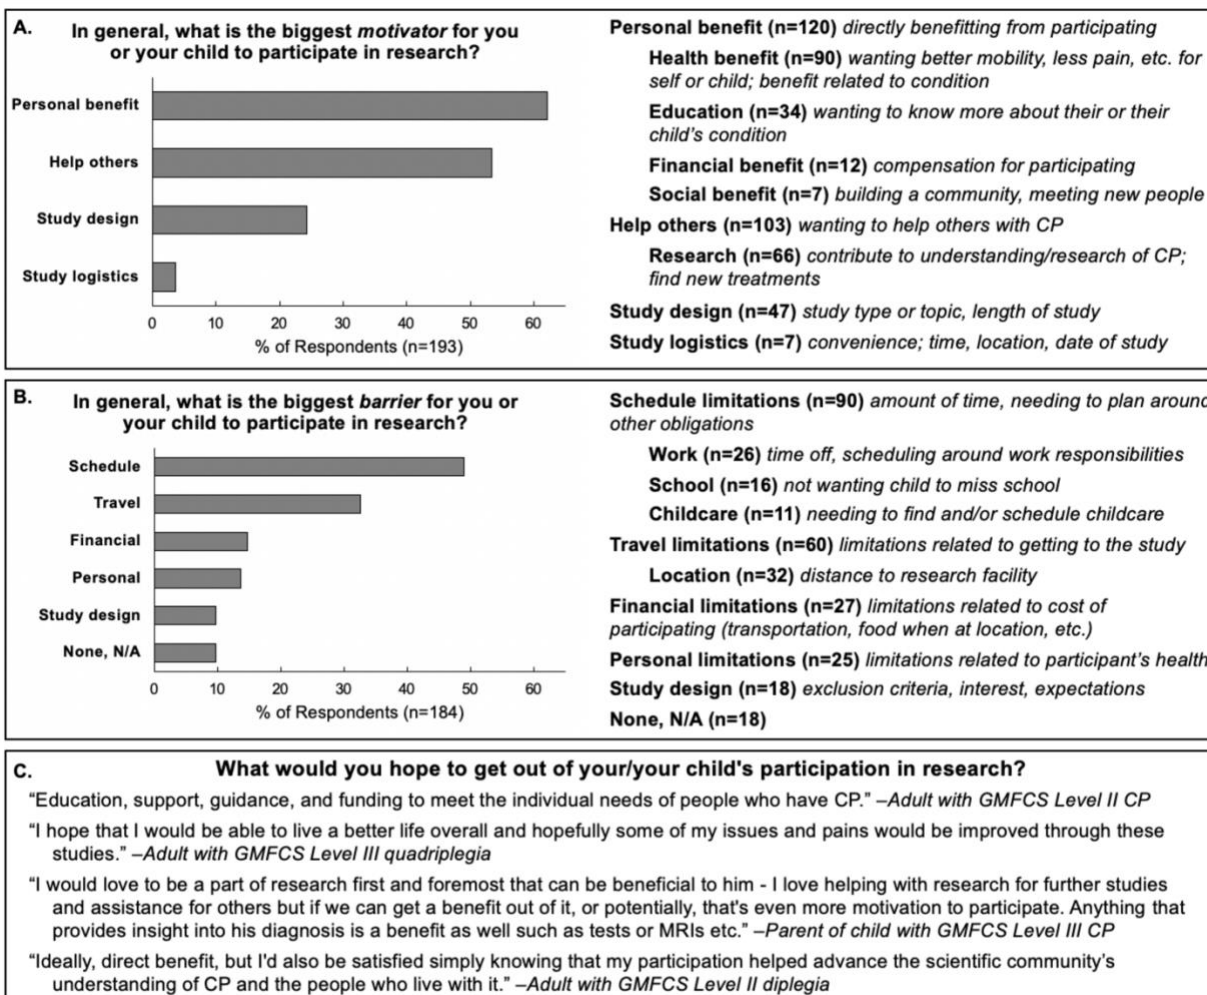 A.
In general, what is the biggest motivator for you
or your child to participate in research?
Personal benefit
Help others
Study design
Study logistics
0 10 20 30 40 50 60
% of Respondents (n=193)
Personal benefit (n=120) directly benefitting from participating
Health benefit (n=90) wanting better mobility, less pain, etc. for
self or child; benefit related to condition
Education (n=34) wanting to know more about their or their
child's condition
Financial benefit (n=12) compensation for participating
Social benefit (n=7) building a community, meeting new people
Help others (n=103) wanting to help others with CP
Research (n=66) contribute to understanding/research of CP;
find new treatments
Study design (n=47) study type or topic, length of study
Study logistics (n=7) convenience; time, location, date of study
B.
In general, what is the biggest barrier for you or
your child to participate in research?
Schedule
Travel
Financial
Personal
Study design
None, N/A
0 10 20 30 40 50 60
% of Respondents (n=184)
Schedule limitations (n=90) amount of time, needing to plan around
other obligations
Work (n=26) time off, scheduling around work responsibilities
School (n=16) not wanting child to miss school
Childcare (n=11) needing to find and/or schedule childcare
Travel limitations (n=60) limitations related to getting to the study
Location (n=32) distance to research facility
Financial limitations (n=27) limitations related to cost of
participating (transportation, food when at location, etc.)
Personal limitations (n=25) limitations related to participant's health
Study design (n=18) exclusion criteria, interest, expectations
None, N/A (n=18)
C.
What would you hope to get out of your/your child's participation in research?
“Education, support, guidance, and funding to meet the individual needs of people who have CP.” –Adult with GMFCS Level II CP
“I hope that I would be able to live a better life overall and hopefully some of my issues and pains would be improved through these
studies.” –Adult with GMFCS Level III quadriplegia
“I would love to be a part of research first and foremost that can be beneficial to him - I love helping with research for further studies
and assistance for others but if we can get a benefit out of it, or potentially, that's even more motivation to participate. Anything that
provides insight into his diagnosis is a benefit as well such as tests or MRIs etc.” –Parent of child with GMFCS Level III CP
“Ideally, direct benefit, but I'd also be satisfied simply knowing that my participation helped advance the scientific community's
understanding of CP and the people who live with it.” –Adult with GMFCS Level II diplegia